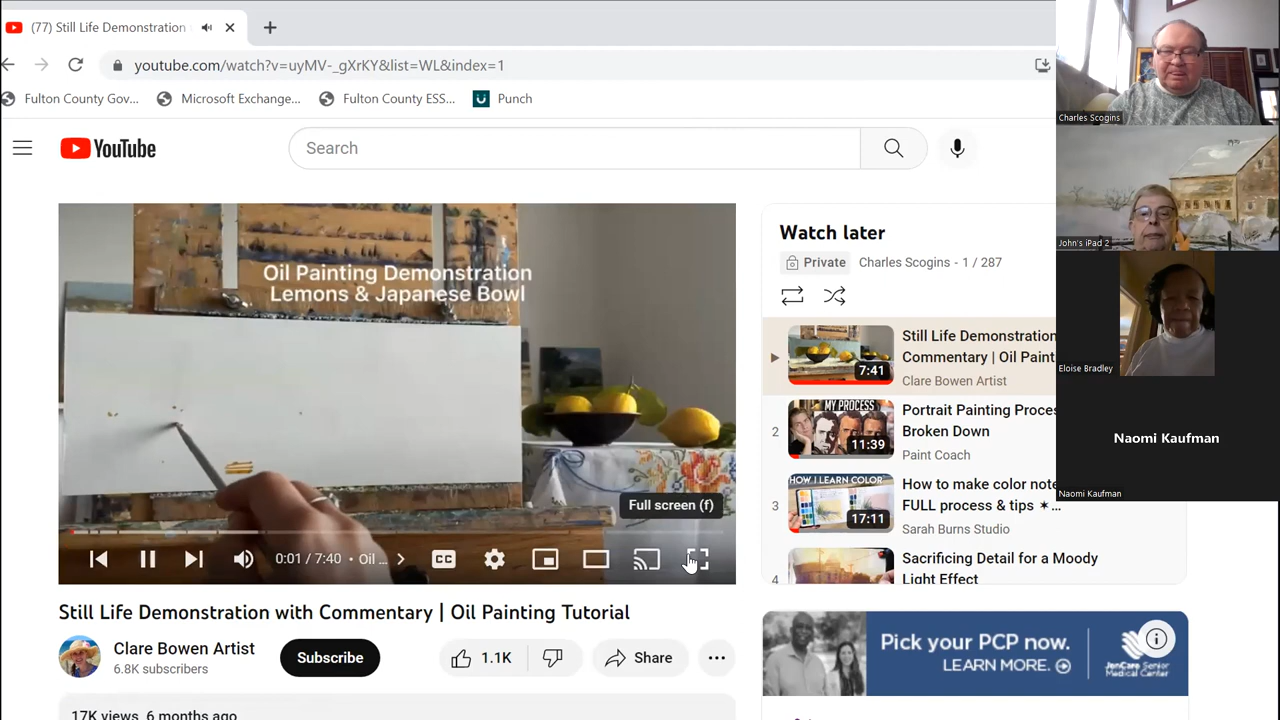 (77) Still Life Demonstration
youtube.com/watch?v=uyMV-_gXrKY&list=WL&index=1
Fulton County Gov...
Microsoft Exchange...
Fulton County ESS...
Punch
YouTube
Search
Oil Painting Demonstration
Lemons & Japanese Bowl
Full screen (f)
0:01 / 7:40 • Oil ...
CC
Still Life Demonstration with Commentary | Oil Painting Tutorial
Clare Bowen Artist
6.8K subscribers
Subscribe
1.1K
Share
17K views 6 months ago
Watch later
Private
Charles Scogins - 1 / 287
7:41
Still Life Demonstration
Commentary | Oil Paint
Clare Bowen Artist
2
MY PROCESS
11:39
Portrait Painting Proces
Broken Down
Paint Coach
3
HOW I LEARN COLOR
17:11
How to make color note
FULL process & tips ✶...
Sarah Burns Studio
4
Sacrificing Detail for a Moody
Light Effect
Pick your PCP now.
LEARN MORE.
JenCare Senior
Medical Center
Charles Scogins
John's iPad 2
Eloise Bradley
Naomi Kaufman
Naomi Kaufman